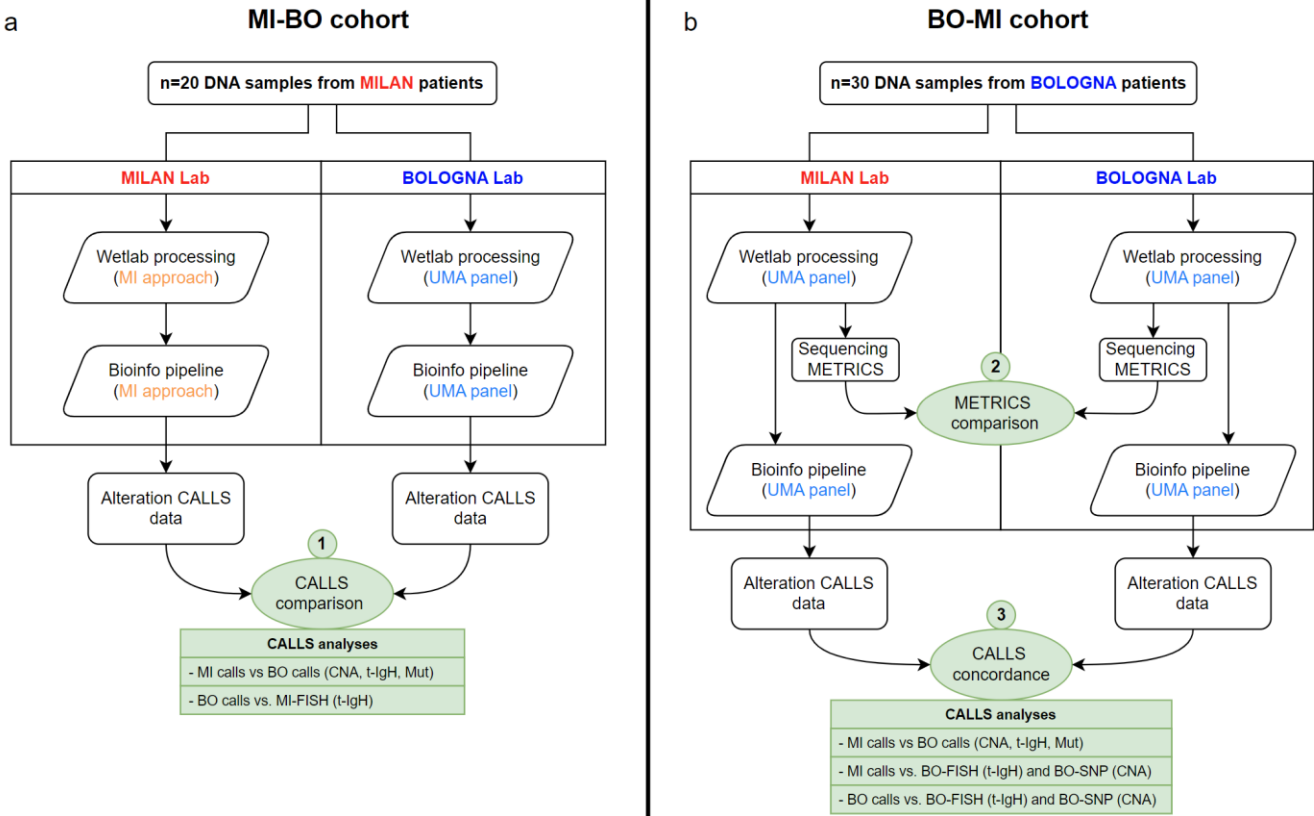 a
MI-BO cohort
n=20 DNA samples from MILAN patients
MILAN Lab
BOLOGNA Lab
Wetlab processing
(MI approach)
Wetlab processing
(UMA panel)
Bioinfo pipeline
(MI approach)
Bioinfo pipeline
(UMA panel)
Alteration CALLS
data
Alteration CALLS
data
1
CALLS
comparison
CALLS analyses
- MI calls vs BO calls (CNA, t-IgH, Mut)
- BO calls vs. MI-FISH (t-IgH)
b
BO-MI cohort
n=30 DNA samples from BOLOGNA patients
MILAN Lab
BOLOGNA Lab
Wetlab processing
(UMA panel)
Wetlab processing
(UMA panel)
Sequencing
METRICS
Sequencing
METRICS
2
METRICS
comparison
Bioinfo pipeline
(UMA panel)
Bioinfo pipeline
(UMA panel)
Alteration CALLS
data
Alteration CALLS
data
3
CALLS
concordance
CALLS analyses
- MI calls vs BO calls (CNA, t-IgH, Mut)
- MI calls vs. BO-FISH (t-IgH) and BO-SNP (CNA)
- BO calls vs. BO-FISH (t-IgH) and BO-SNP (CNA)